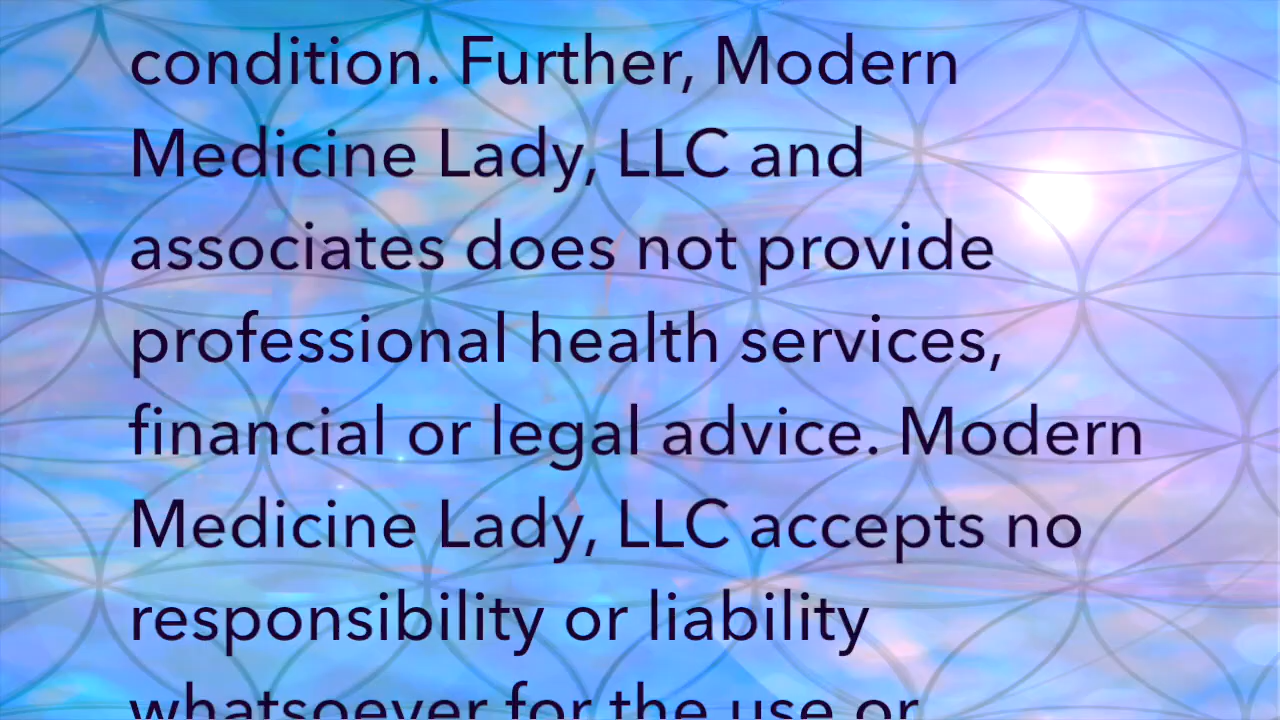 condition. Further, Modern
Medicine Lady, LLC and
associates does not provide
professional health services,
financial or legal advice. Modern
Medicine Lady, LLC accepts no
responsibility or liability
whatsoever for the use or